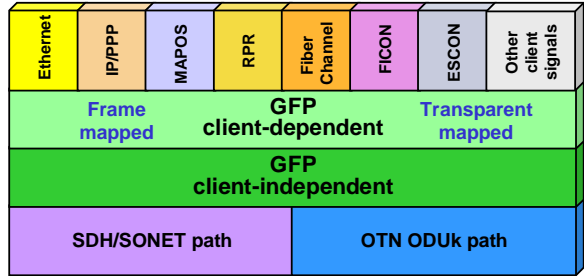 Ethernet
IP/PPP
MAPOS
RPR
Fiber
Channel
FICON
ESCON
Other
client
signals
Frame
mapped
GFP
client-dependent
Transparent
mapped
GFP
client-independent
SDH/SONET path
OTN ODUk path